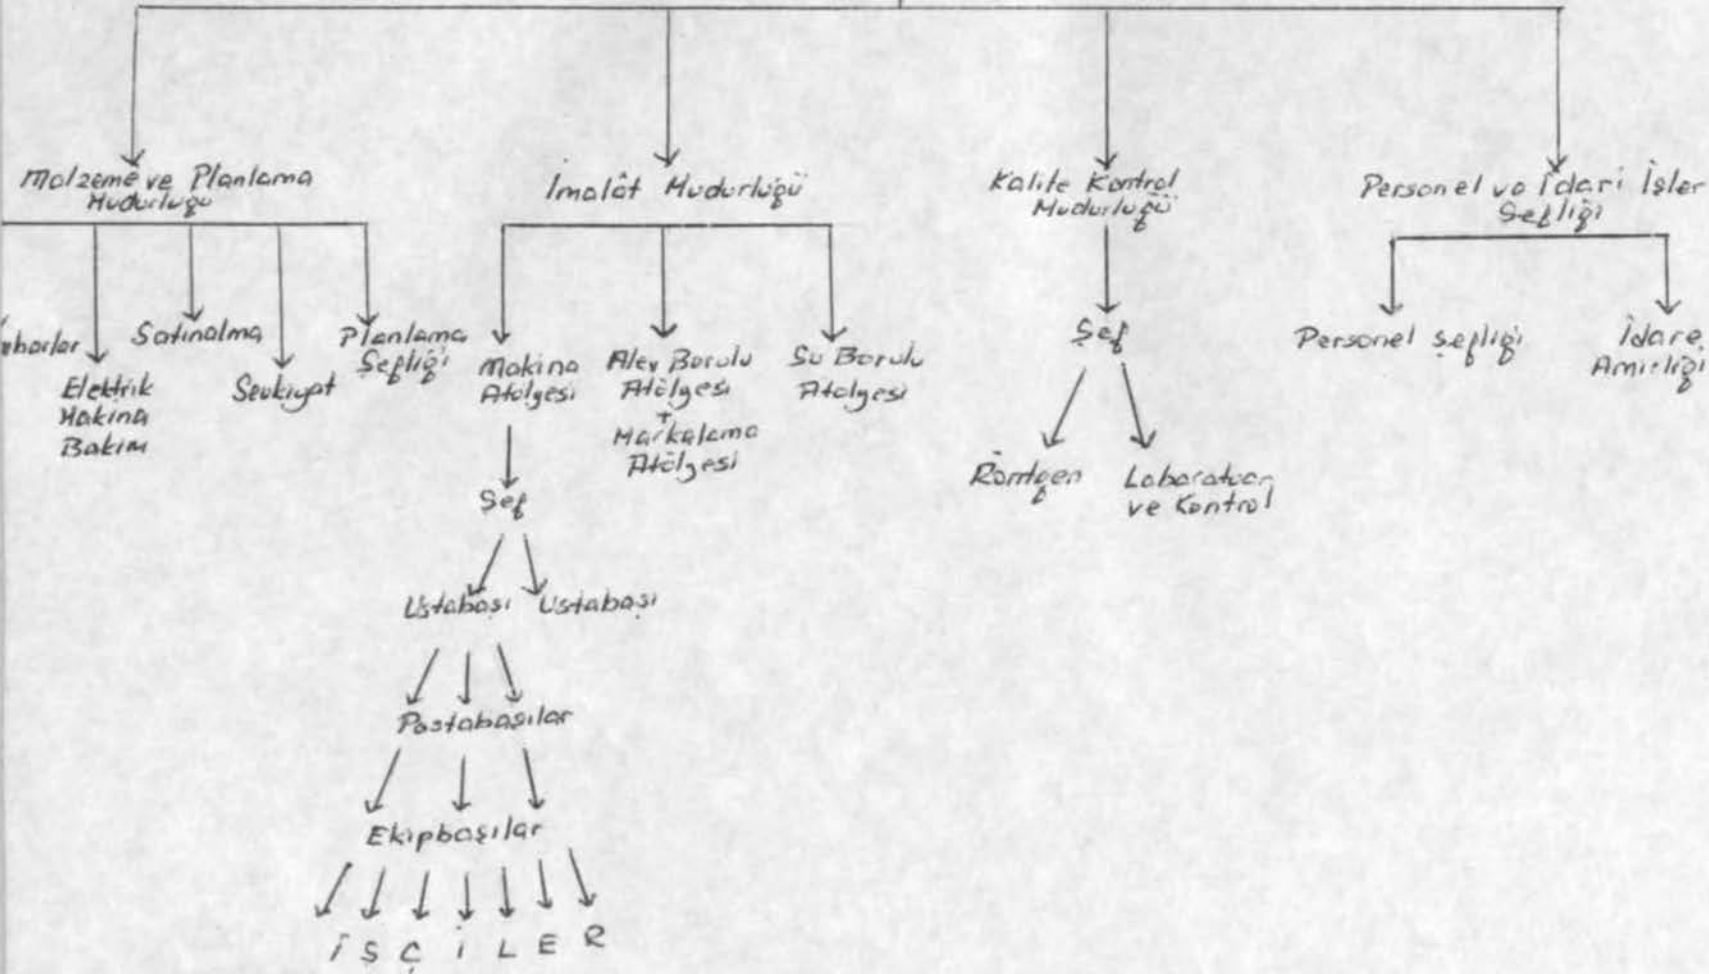 Malzeme ve Planlama
Müdürlüğü
İmalât Müdürlüğü
Kalite Kontrol
Müdürlüğü
Personel ve İdari İşler
Şefliği
Elektrik
Makina
Bakım
Satınalma
Sevkiyat
Planlama
Şefliği
Makina
Atölyesi
Alev Borulu
Atölyesi
+
Markalama
Atölyesi
Su Borulu
Atölyesi
Şef
Röntgen
Laboratuar
ve Kontrol
Personel Şefliği
İdare
Amirliği
Şef
Ustabaşı Ustabaşı
Postabaşılar
Ekipbaşılar
İ Ş Ç İ L E R